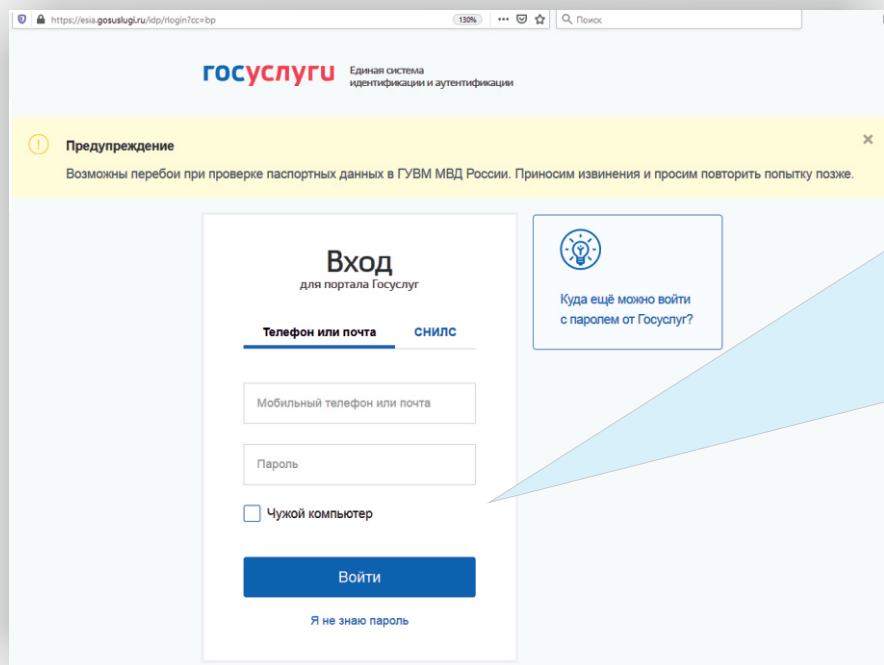 https://esia.gosuslugi.ru/idp/rlogin?cc=bp
130%
Поиск
госуслуги
Единая система
идентификации и аутентификации
Предупреждение
Возможны перебои при проверке паспортных данных в ГУВМ МВД России. Приносим извинения и просим повторить попытку позже.
Вход
для портала Госуслуг
Телефон или почта
СНИЛС
Мобильный телефон или почта
Пароль
Чужой компьютер
Войти
Я не знаю пароль
Куда ещё можно войти
с паролем от Госуслуг?